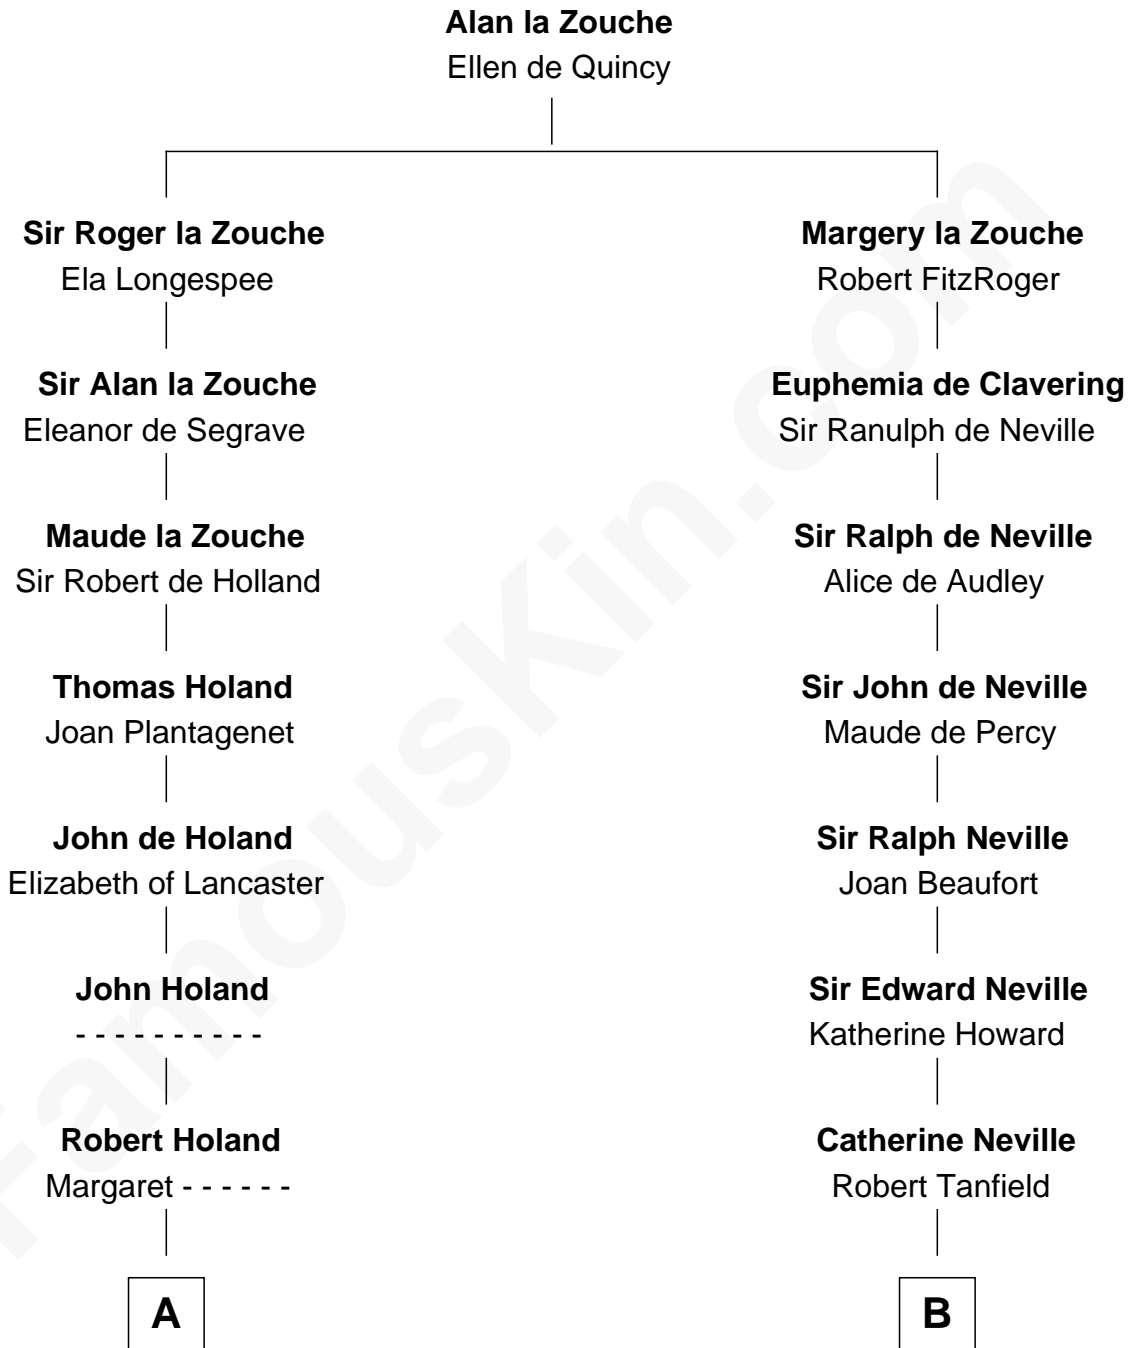 Alan la Zouche
Ellen de Quincy
Sir Roger la Zouche
Ela Longespee
Margery la Zouche
Robert FitzRoger
Sir Alan la Zouche
Eleanor de Segrave
Euphemia de Clavering
Sir Ranulph de Neville
Maude la Zouche
Sir Robert de Holland
Sir Ralph de Neville
Alice de Audley
Thomas Holand
Joan Plantagenet
Sir John de Neville
Maude de Percy
John de Holand
Elizabeth of Lancaster
Sir Ralph Neville
Joan Beaufort
John Holand
- - - - - - - - - -
Sir Edward Neville
Katherine Howard
Robert Holand
Margaret - - - - - -
Catherine Neville
Robert Tanfield
A
B
FamousKin.com